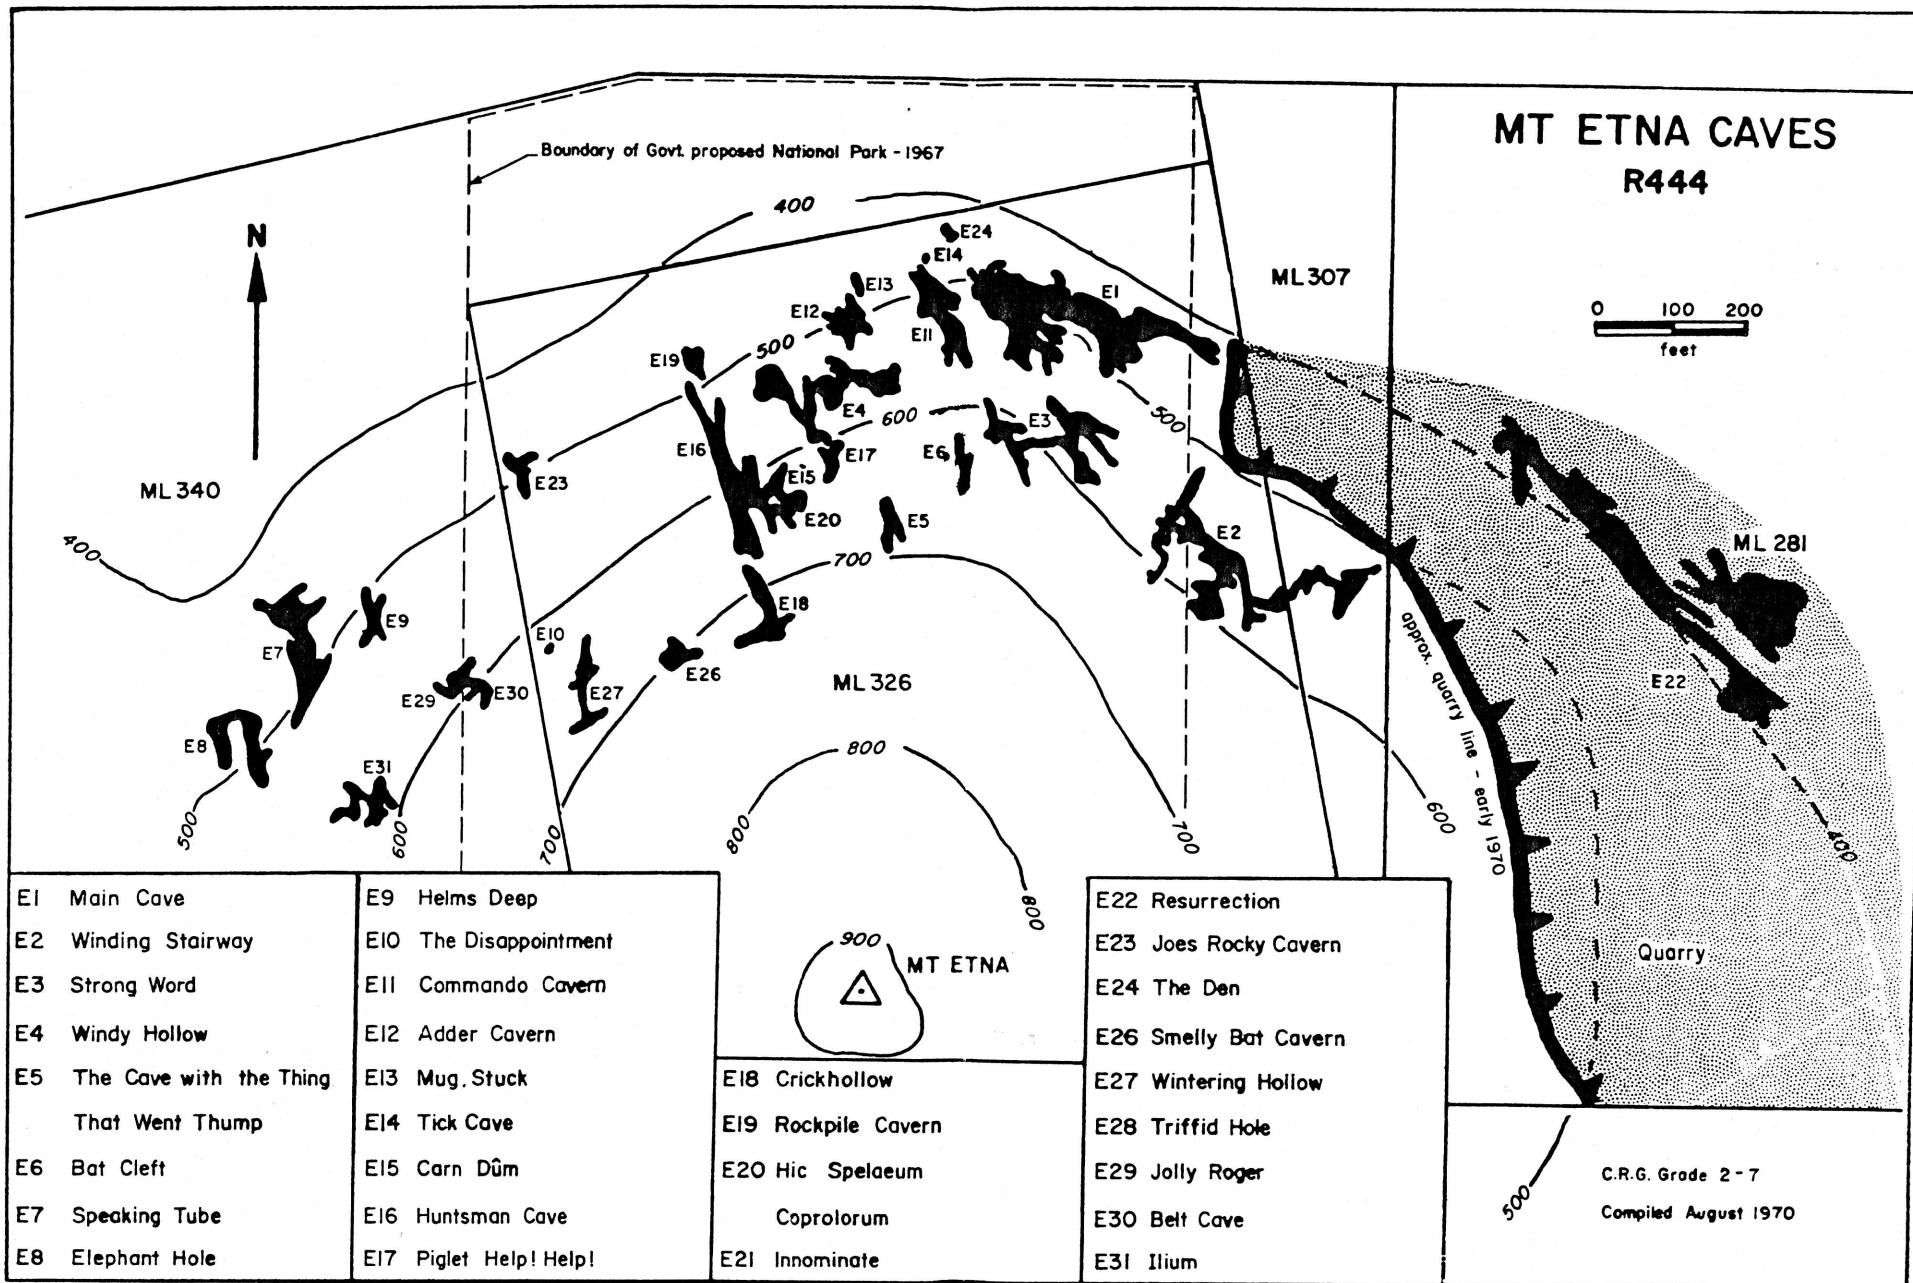 MT ETNA CAVES
R444
Boundary of Govt. proposed National Park - 1967
N
400
E24
E14
E13
E12
E11
E1
ML307
0 100 200
feet
500
E19
E4
600
E3
500
E16
E17
E6
E15
E23
E20
E5
E2
ML340
ML281
400
700
E18
E9
E10
E7
E29
E30
E27
E26
ML326
E22
E8
E31
800
approx. quarry line - early 1970
500
600
700
800
700
600
400
800
900
MT ETNA
Quarry
E1 Main Cave
E2 Winding Stairway
E3 Strong Word
E4 Windy Hollow
E5 The Cave with the Thing
That Went Thump
E6 Bat Cleft
E7 Speaking Tube
E8 Elephant Hole
E9 Helms Deep
E10 The Disappointment
E11 Commando Cavern
E12 Adder Cavern
E13 Mug. Stuck
E14 Tick Cave
E15 Carn Dûm
E16 Huntsman Cave
E17 Piglet Help! Help!
E18 Crickhollow
E19 Rockpile Cavern
E20 Hic Spelaeum
Coprolorum
E21 Innominate
E22 Resurrection
E23 Joes Rocky Cavern
E24 The Den
E26 Smelly Bat Cavern
E27 Wintering Hollow
E28 Triffid Hole
E29 Jolly Roger
E30 Belt Cave
E31 Ilium
500
C.R.G. Grade 2 - 7
Compiled August 1970